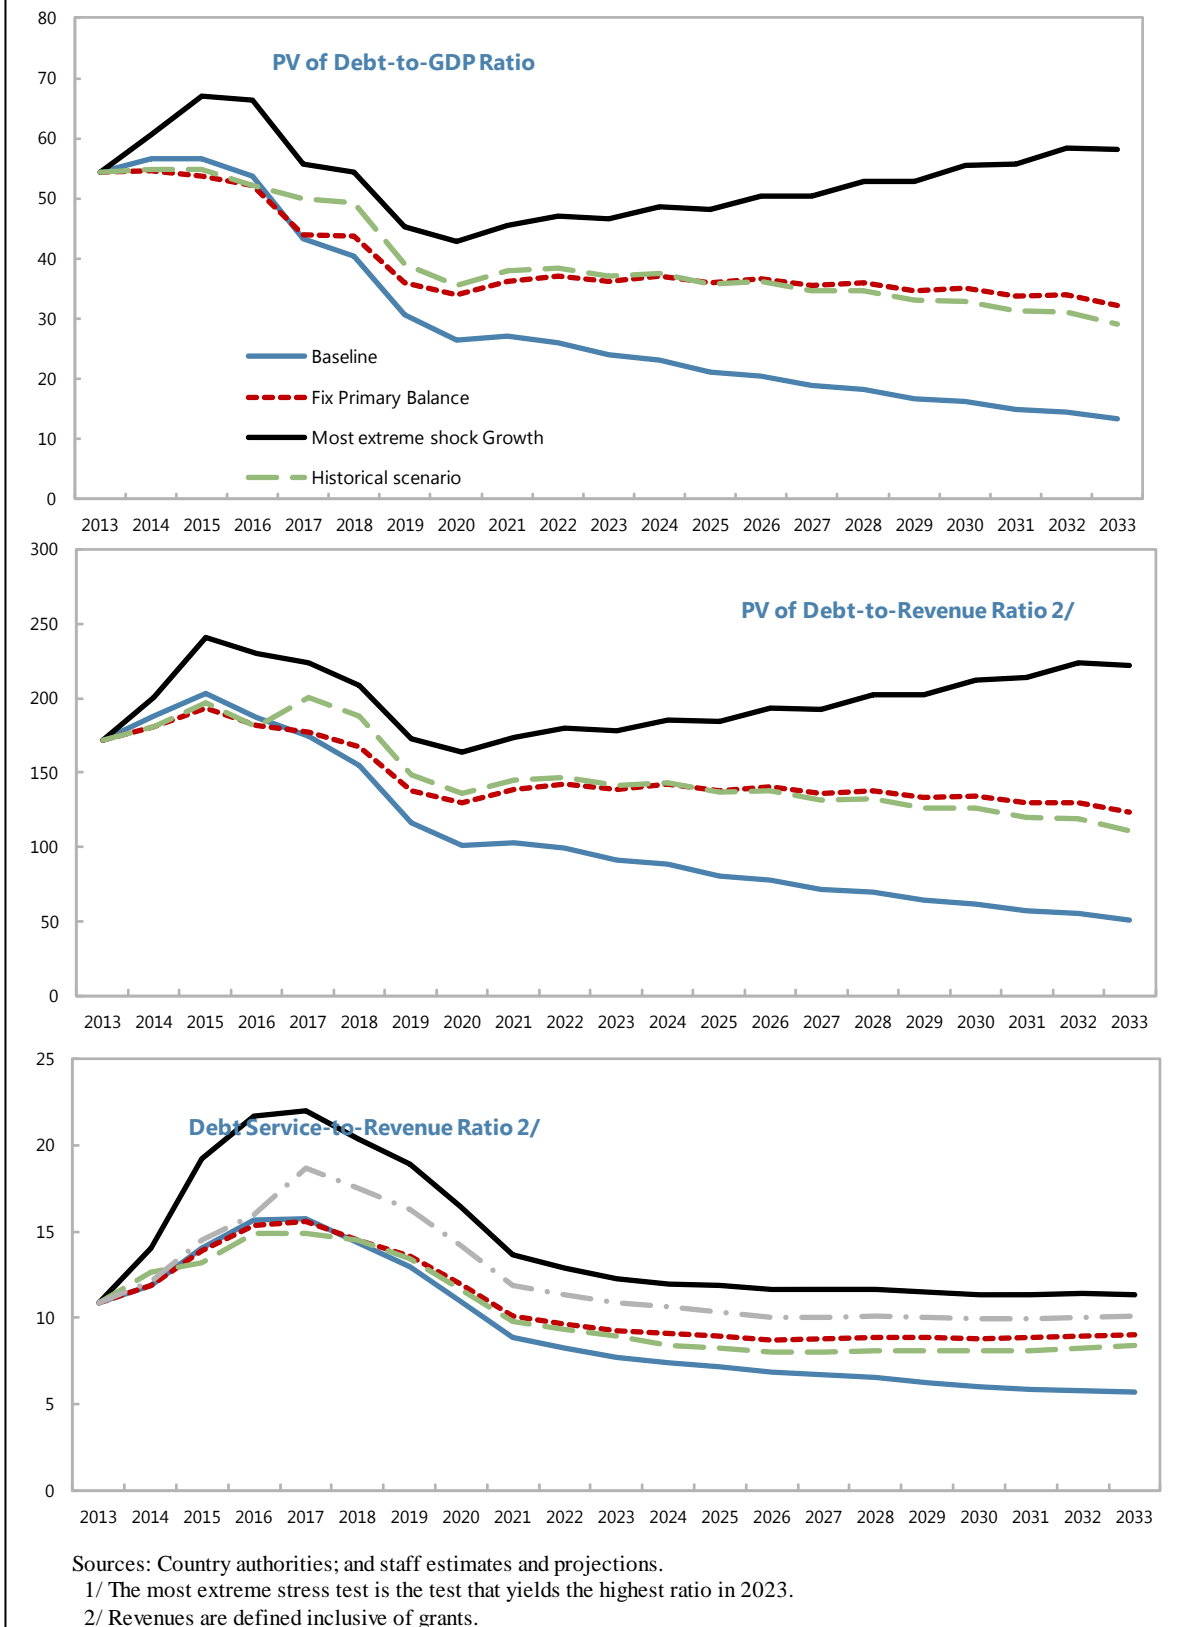 80
PV of Debt-to-GDP Ratio
70
60
50
40
30
Baseline
20
Fix Primary Balance
10
Most extreme shock Growth
Historical scenario
0
2013 2014 2015 2016 2017 2018 2019 2020 2021 2022 2023 2024 2025 2026 2027 2028 2029 2030 2031 2032 2033
300
PV of Debt-to-Revenue Ratio 2/
250
200
150
100
50
0
2013 2014 2015 2016 2017 2018 2019 2020 2021 2022 2023 2024 2025 2026 2027 2028 2029 2030 2031 2032 2033
25
Debt Service-to-Revenue Ratio 2/
20
15
10
5
0
2013 2014 2015 2016 2017 2018 2019 2020 2021 2022 2023 2024 2025 2026 2027 2028 2029 2030 2031 2032 2033
Sources: Country authorities; and staff estimates and projections.
1/ The most extreme stress test is the test that yields the highest ratio in 2023.
2/ Revenues are defined inclusive of grants.